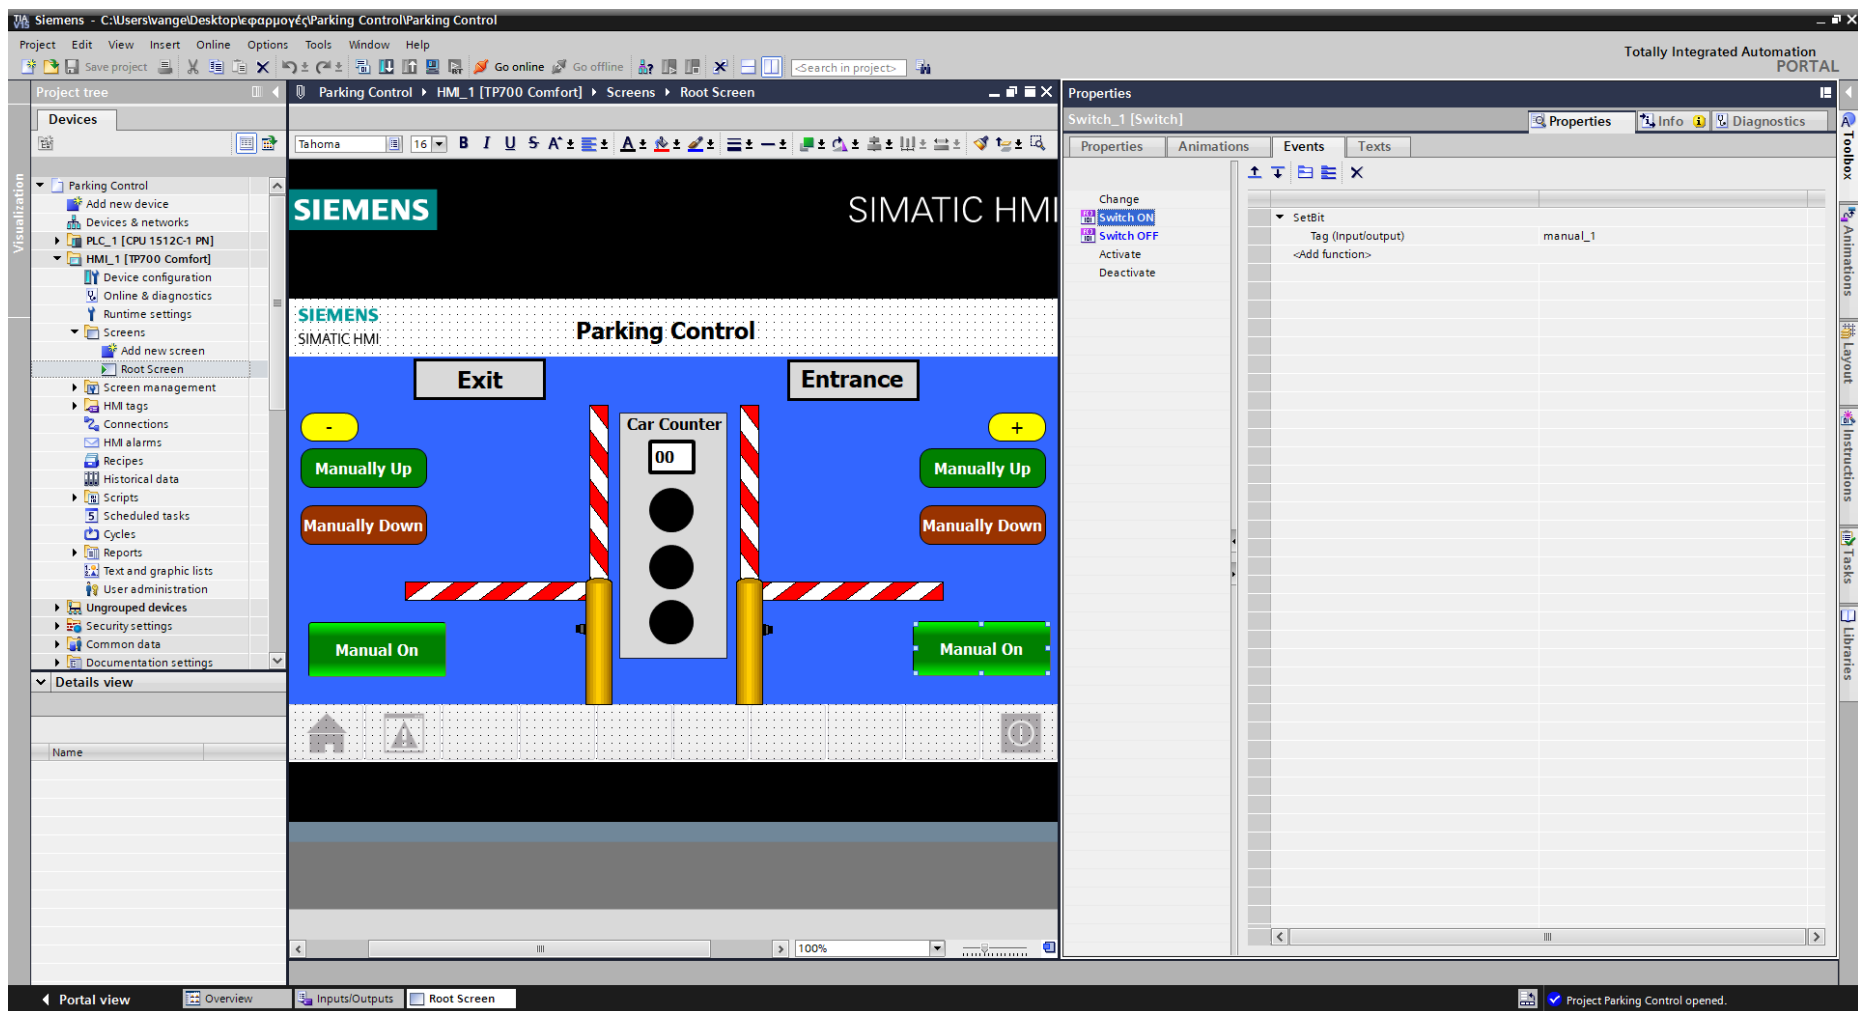 Siemens - C:\Users\vange\Desktop\εφαρμογές\Parking Control\Parking Control
Project Edit View Insert Online Options Tools Window Help
Totally Integrated Automation
PORTAL
Save project
Go online
Go offline
<Search in project>
Project tree
Parking Control HMI_1 [TP700 Comfort] Screens Root Screen
Properties
Devices
Switch_1 [Switch]
Properties Info Diagnostics
Tahoma 16 B I U S A A
Properties Animations Events Texts
Visualization
Parking Control
Add new device
Devices & networks
PLC_1 [CPU 1512C-1 PN]
HMI_1 [TP700 Comfort]
Device configuration
Online & diagnostics
Runtime settings
Screens
Add new screen
Root Screen
Screen management
HMI tags
Connections
HMI alarms
Recipes
Historical data
Scripts
Scheduled tasks
Cycles
Reports
Text and graphic lists
User administration
Ungrouped devices
Security settings
Common data
Documentation settings
Details view
Name
SIEMENS
SIMATIC HMI
SIEMENS
SIMATIC HMI
Parking Control
Exit
Entrance
-
Car Counter
+
00
Manually Up
Manually Up
Manually Down
Manually Down
Manual On
Manual On
100%
Change
Switch ON
Switch OFF
Activate
Deactivate
SetBit
Tag (Input/output) manual_1
<Add function>
Toolbox
Animations
Layout
Instructions
Tasks
Libraries
Portal view
Overview
Inputs/Outputs
Root Screen
Project Parking Control opened.